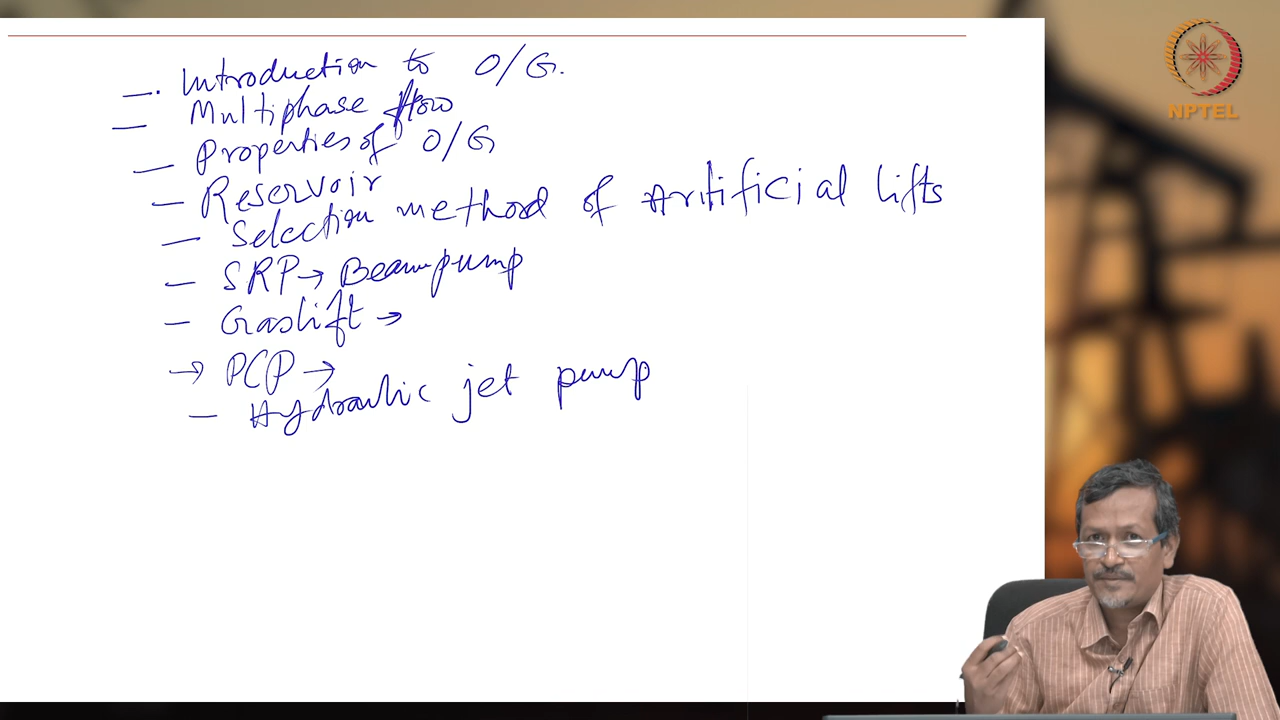 —. Introduction to O/G.
— Multiphase flow
— Properties of O/G
— Reservoir
— Selection method of Aritificial lifts
— SRP → Beam pump
— Gaslift →
→ PCP →
— Hydraulic jet pump
NPTEL